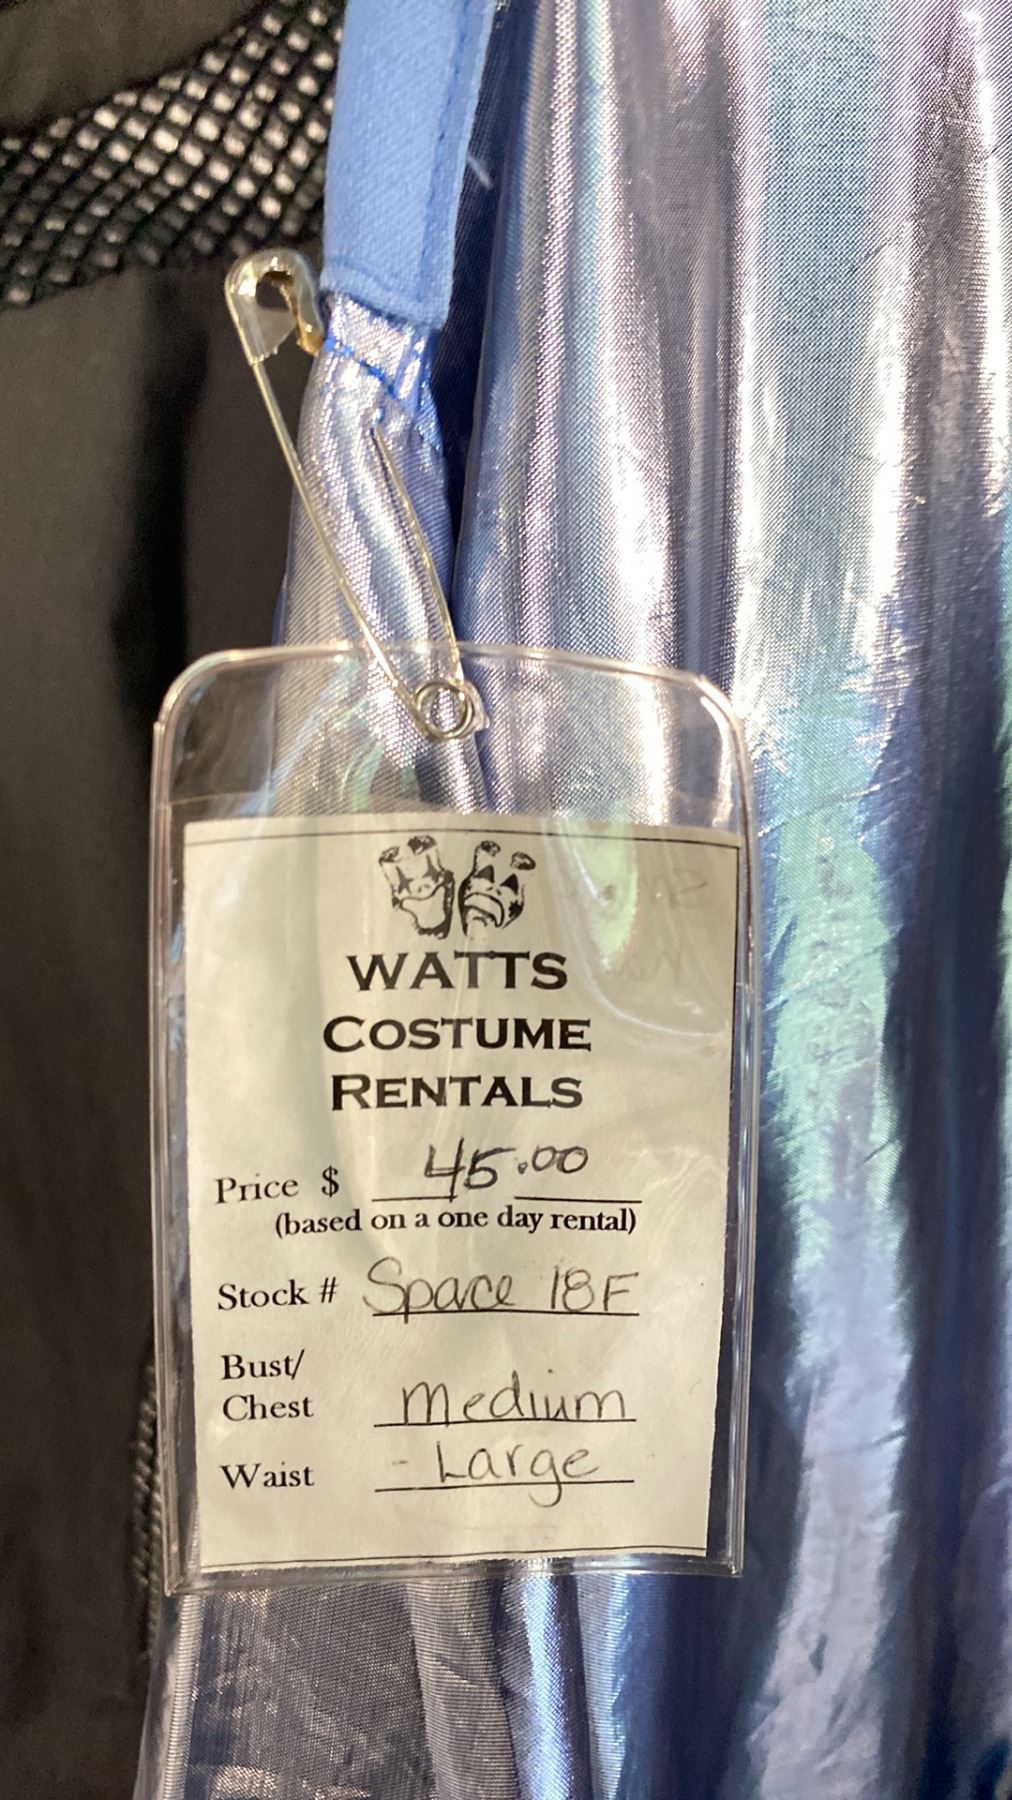 WATTS
COSTUME
RENTALS
Price $ 45.00
(based on a one day rental)
Stock # Space 18F
Bust/
Chest Medium
Waist - Large